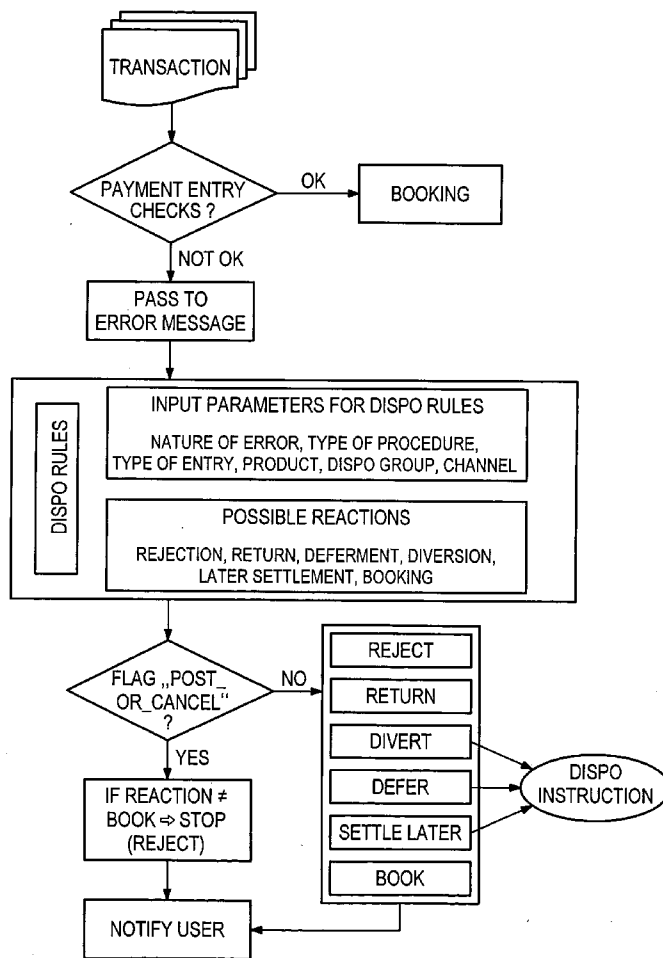 TRANSACTION
PAYMENT ENTRY
CHECKS ?
OK
BOOKING
NOT OK
PASS TO
ERROR MESSAGE
DISPO RULES
INPUT PARAMETERS FOR DISPO RULES
NATURE OF ERROR, TYPE OF PROCEDURE,
TYPE OF ENTRY, PRODUCT, DISPO GROUP, CHANNEL
POSSIBLE REACTIONS
REJECTION, RETURN, DEFERMENT, DIVERSION,
LATER SETTLEMENT, BOOKING
FLAG „POST_
OR_CANCEL“
?
NO
YES
REJECT
RETURN
DIVERT
DEFER
SETTLE LATER
BOOK
DISPO
INSTRUCTION
IF REACTION ≠
BOOK ⇨ STOP
(REJECT)
NOTIFY USER